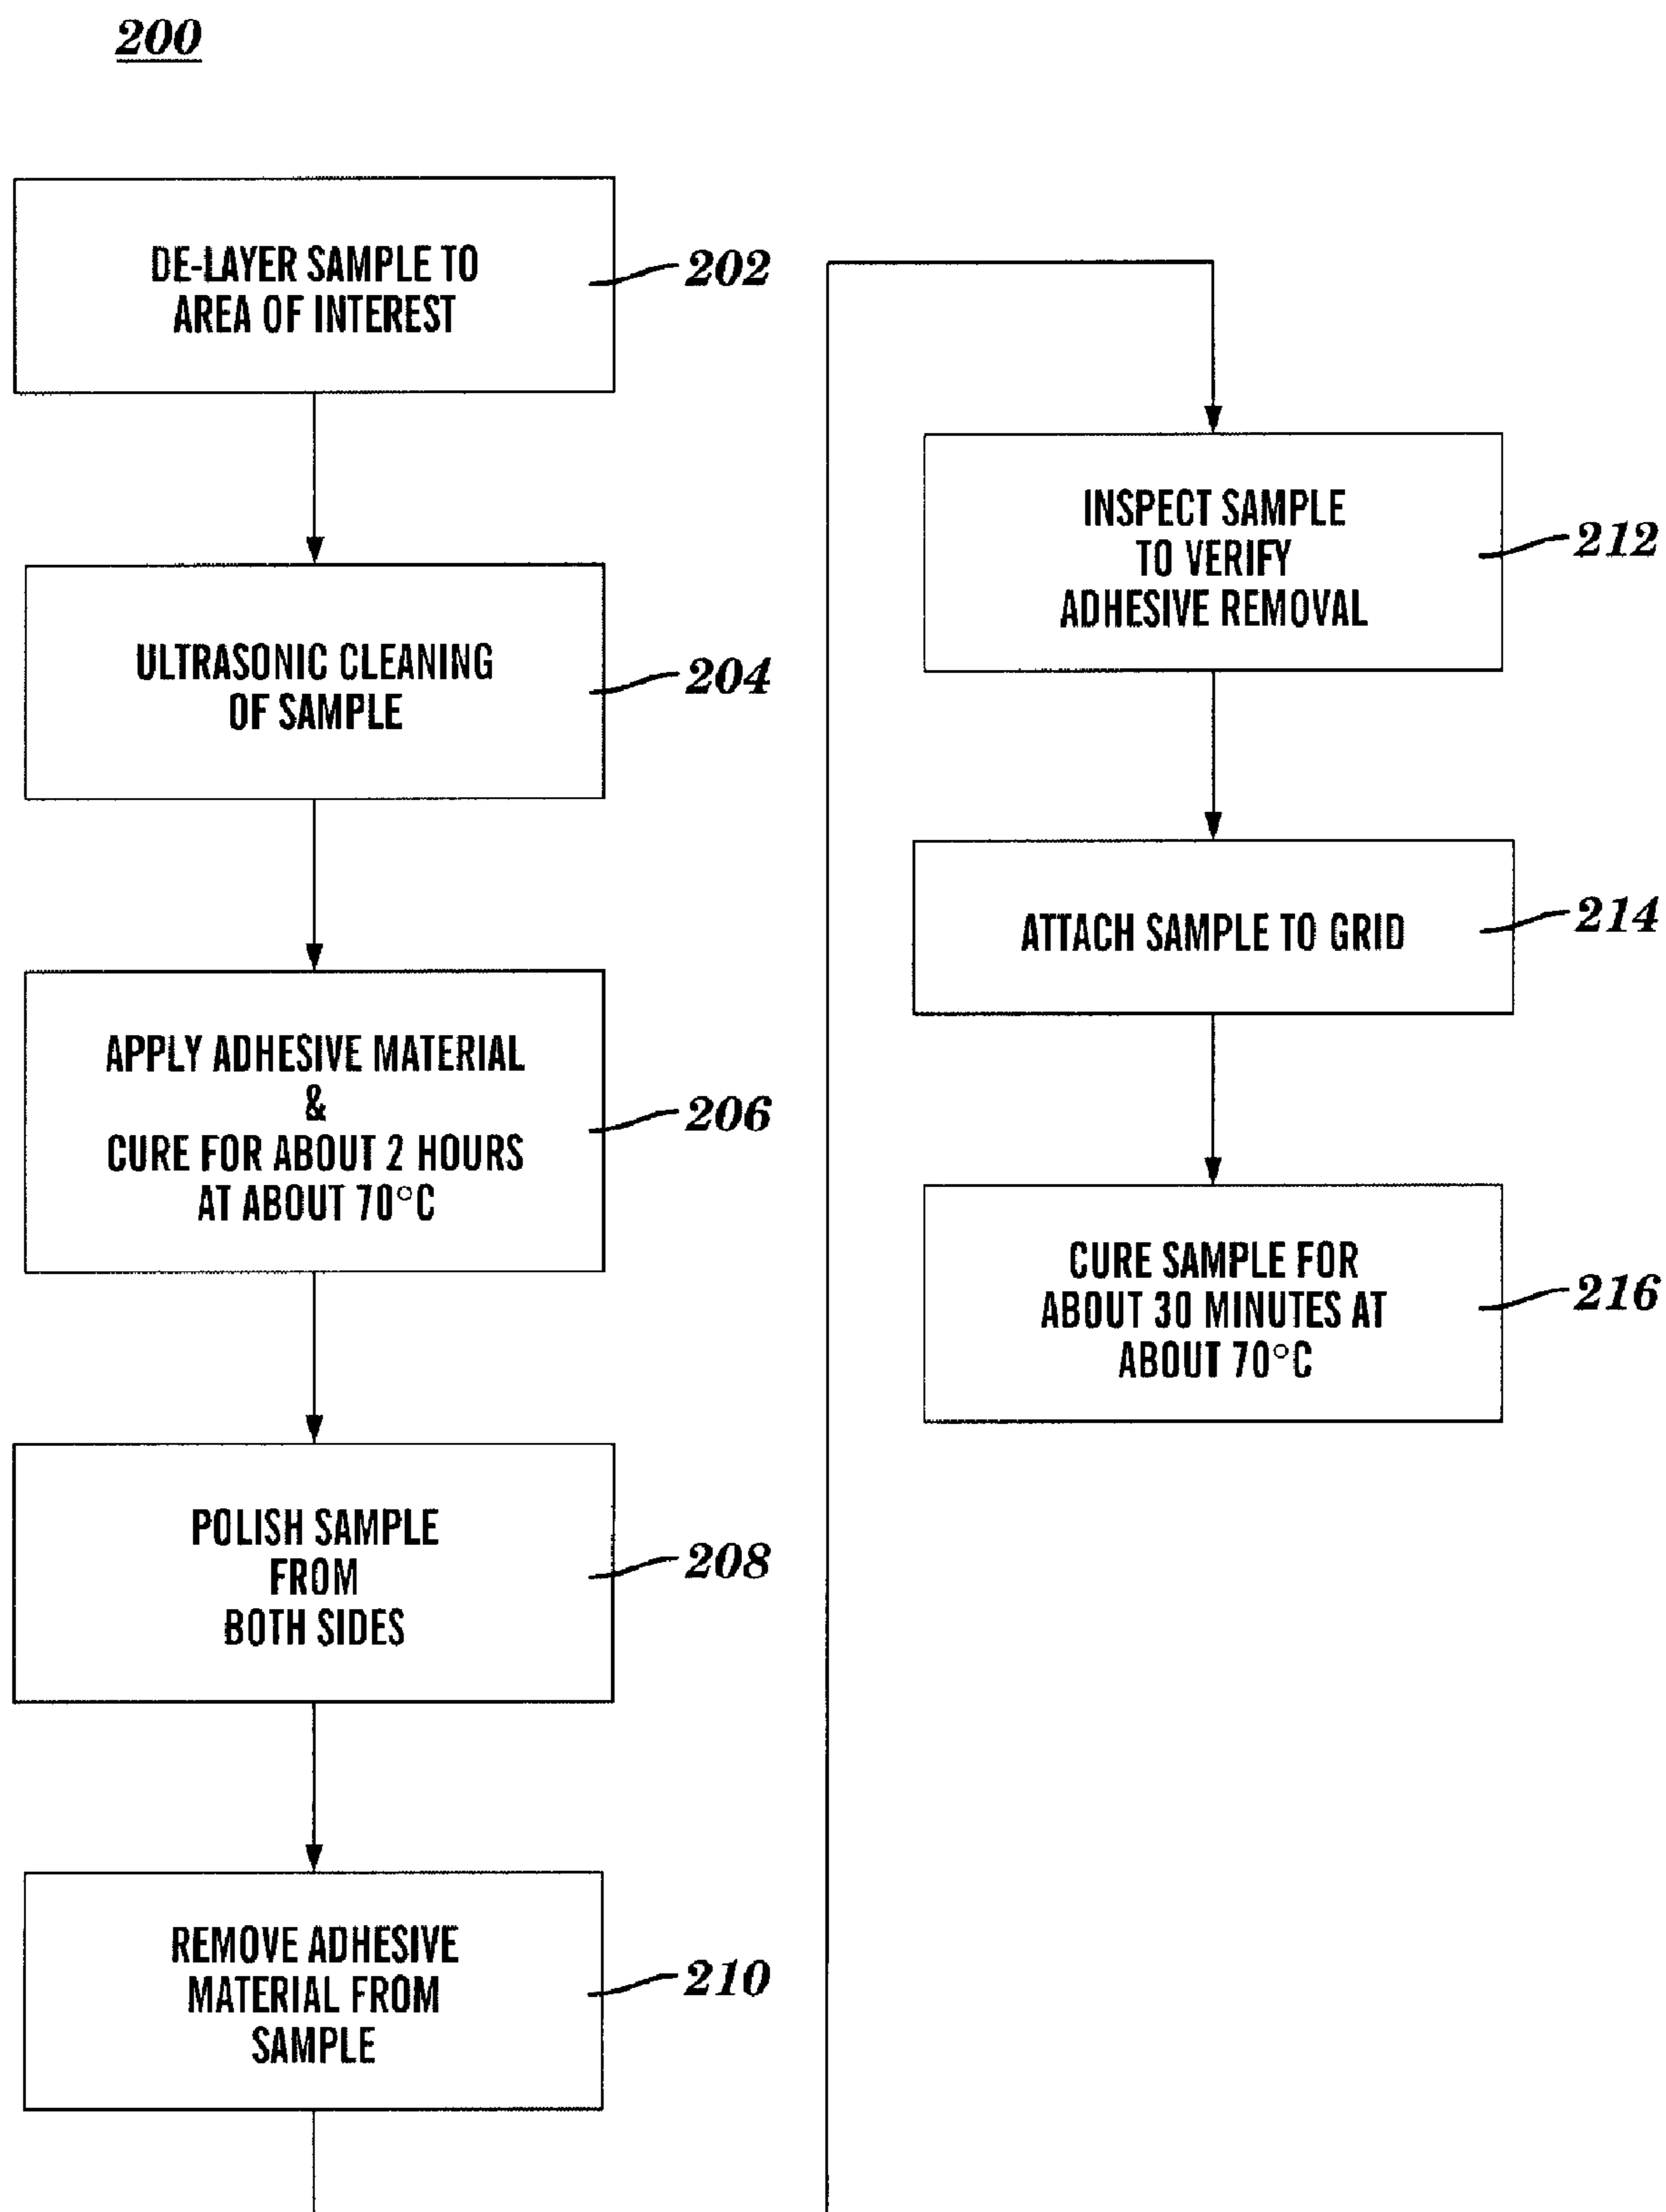 200
DE-LAYER SAMPLE TO
AREA OF INTEREST
202
ULTRASONIC CLEANING
OF SAMPLE
204
APPLY ADHESIVE MATERIAL
&
CURE FOR ABOUT 2 HOURS
AT ABOUT 70°C
206
POLISH SAMPLE
FROM
BOTH SIDES
208
REMOVE ADHESIVE
MATERIAL FROM
SAMPLE
210
INSPECT SAMPLE
TO VERIFY
ADHESIVE REMOVAL
212
ATTACH SAMPLE TO GRID
214
CURE SAMPLE FOR
ABOUT 30 MINUTES AT
ABOUT 70°C
216